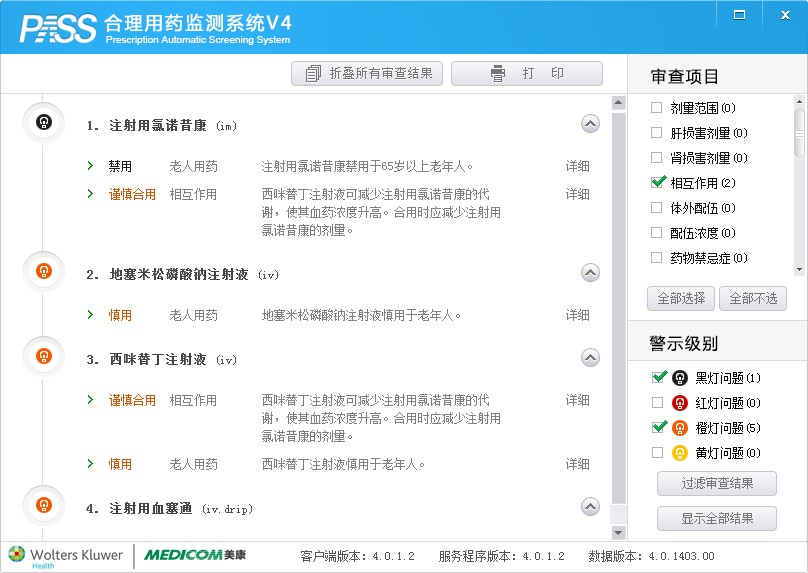 PASS 合理用药监测系统V4
Prescription Automatic Screening System
折叠所有审查结果
打 印
1. 注射用氯诺昔康 (im)
禁用 老人用药 注射用氯诺昔康禁用于65岁以上老年人。 详细
谨慎合用 相互作用 西咪替丁注射液可减少注射用氯诺昔康的代 详细
谢，使其血药浓度升高。合用时应减少注射用
氯诺昔康的剂量。
2. 地塞米松磷酸钠注射液 (iv)
慎用 老人用药 地塞米松磷酸钠注射液慎用于老年人。 详细
3. 西咪替丁注射液 (iv)
谨慎合用 相互作用 西咪替丁注射液可减少注射用氯诺昔康的代 详细
谢，使其血药浓度升高。合用时应减少注射用
氯诺昔康的剂量。
慎用 老人用药 西咪替丁注射液慎用于老年人。 详细
4. 注射用血塞通 (iv.drip)
审查项目
剂量范围(0)
肝损害剂量(0)
肾损害剂量(0)
相互作用(2)
体外配伍(0)
配伍浓度(0)
药物禁忌症(0)
全部选择 全部不选
警示级别
黑灯问题(1)
红灯问题(0)
橙灯问题(5)
黄灯问题(0)
过滤审查结果
显示全部结果
Wolters Kluwer
Health
MEDICOM美康
客户端版本: 4.0.1.2 服务程序版本: 4.0.1.2 数据版本: 4.0.1403.00